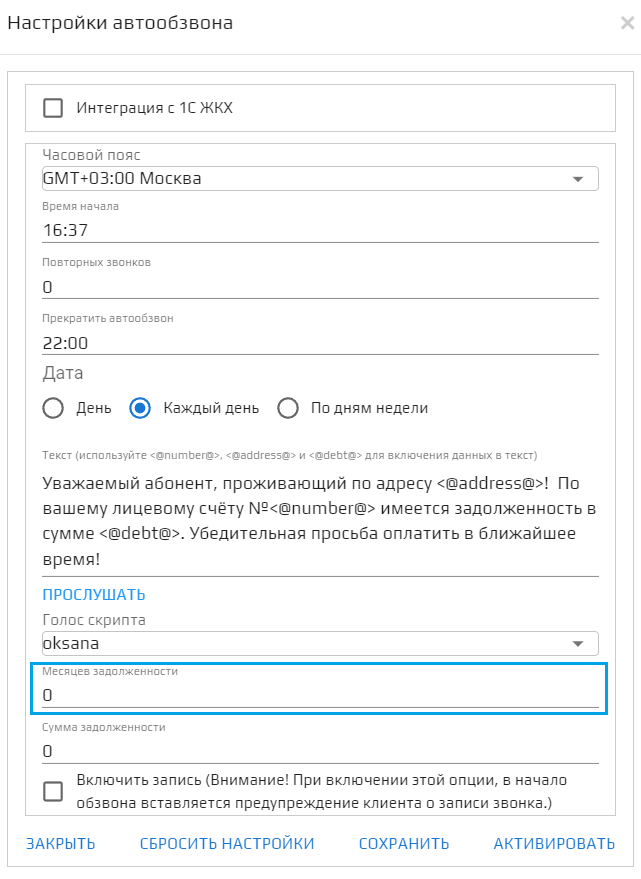 Настройки автообзвона
Интеграция с 1С ЖКХ
Часовой пояс
GMT+03:00 Москва
Время начала
16:37
Повторных звонков
0
Прекратить автообзвон
22:00
Дата
День Каждый день По дням недели
Текст (используйте <@number@>, <@address@> и <@debt@> для включения данных в текст)
Уважаемый абонент, проживающий по адресу <@address@>! По
вашему лицевому счёту №<@number@> имеется задолженность в
сумме <@debt@>. Убедительная просьба оплатить в ближайшее
время!
ПРОСЛУШАТЬ
Голос скрипта
oksana
Месяцев задолженности
0
Сумма задолженности
0
Включить запись (Внимание! При включении этой опции, в начало
обзвона вставляется предупреждение клиента о записи звонка.)
ЗАКРЫТЬ СБРОСИТЬ НАСТРОЙКИ СОХРАНИТЬ АКТИВИРОВАТЬ